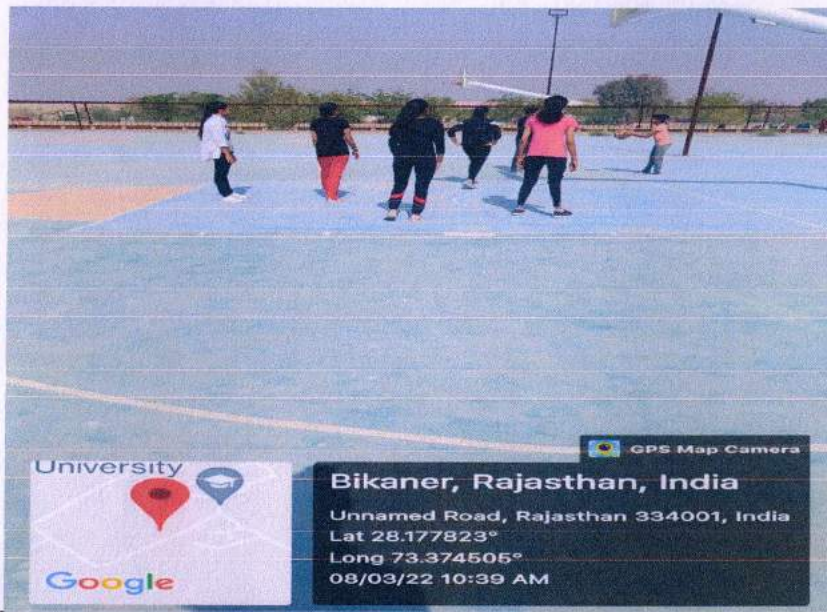 GPS Map Camera
University
Google
Bikaner, Rajasthan, India
Unnamed Road, Rajasthan 334001, India
Lat 28.177823°
Long 73.374505°
08/03/22 10:39 AM